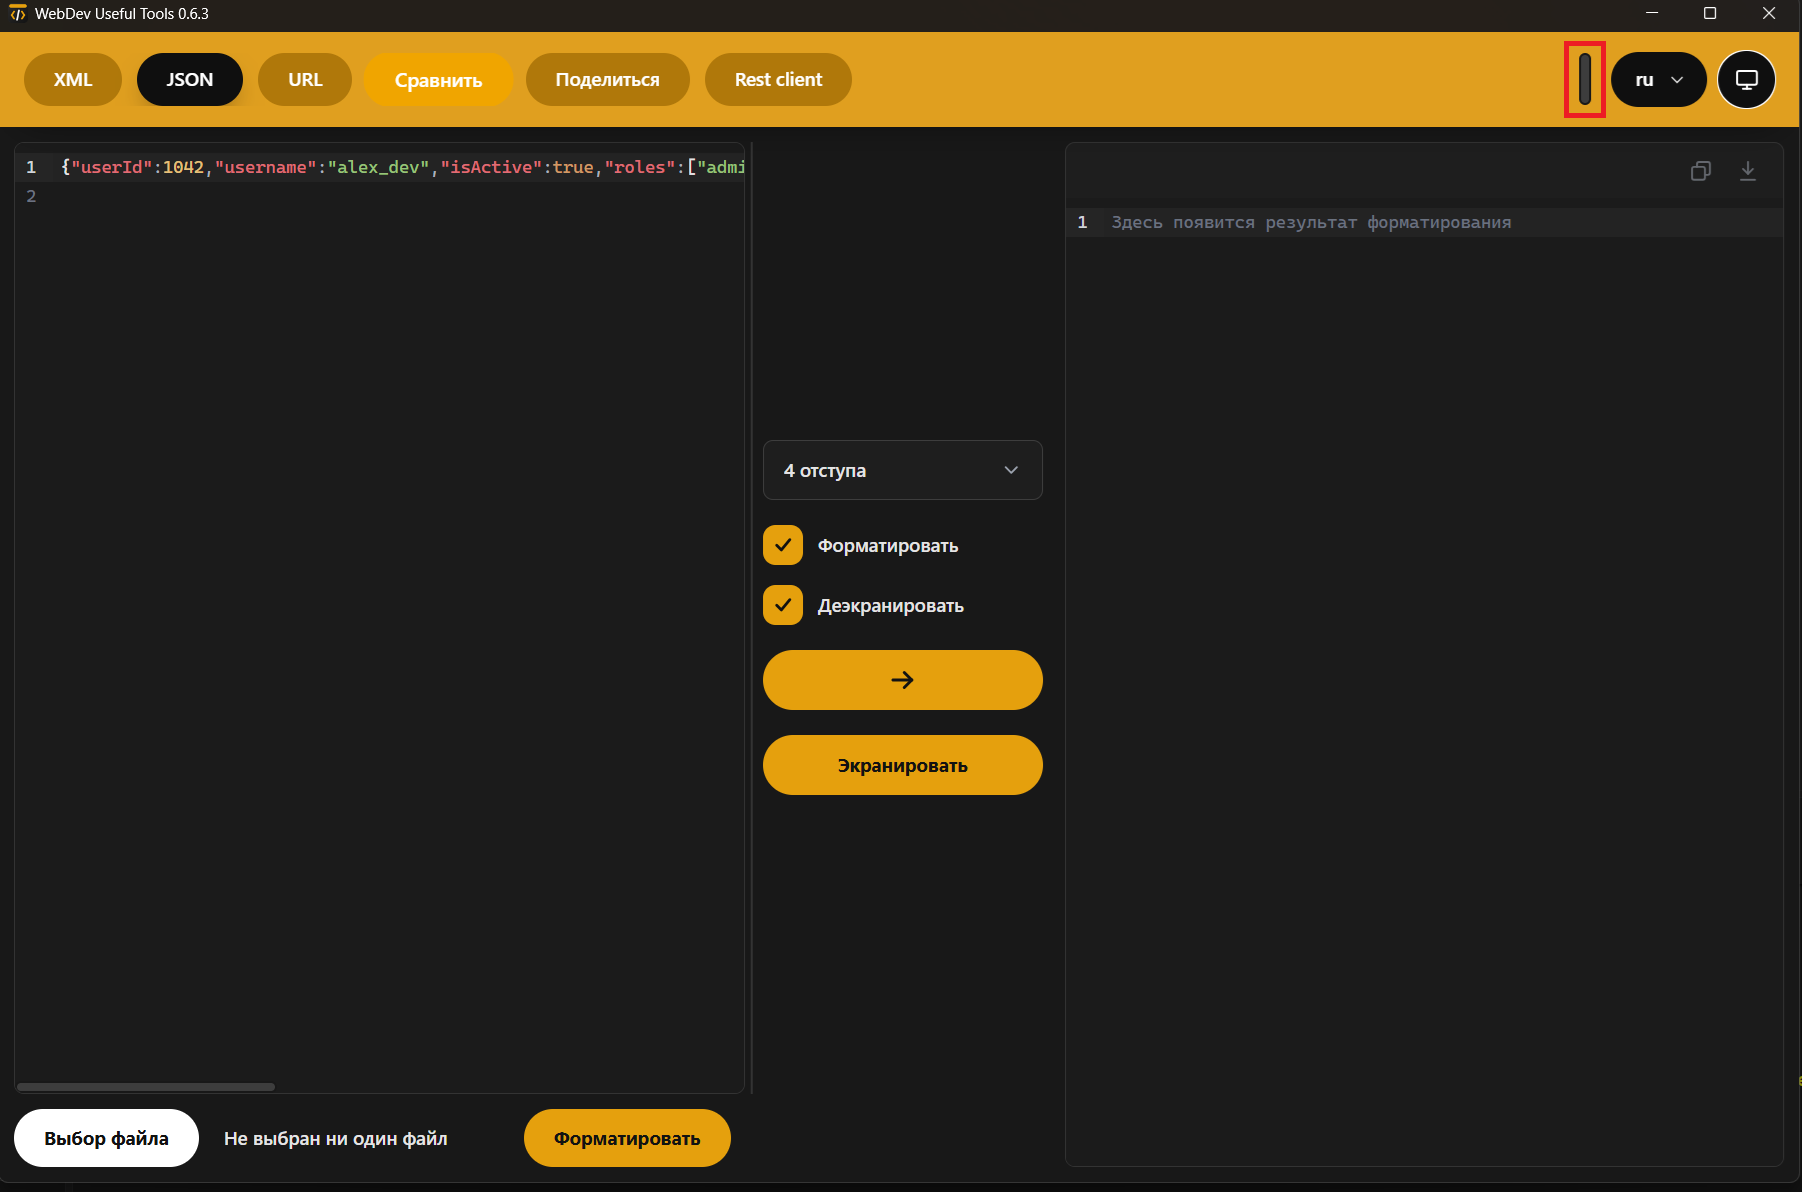 WebDev Useful Tools 0.6.3
XML JSON URL Сравнить Поделиться Rest client ru
1 {"userId":1042,"username":"alex_dev","isActive":true,"roles":["admi
2
1 Здесь появится результат форматирования
4 отступа
Форматировать
Деэкранировать
Экранировать
Выбор файла Не выбран ни один файл Форматировать